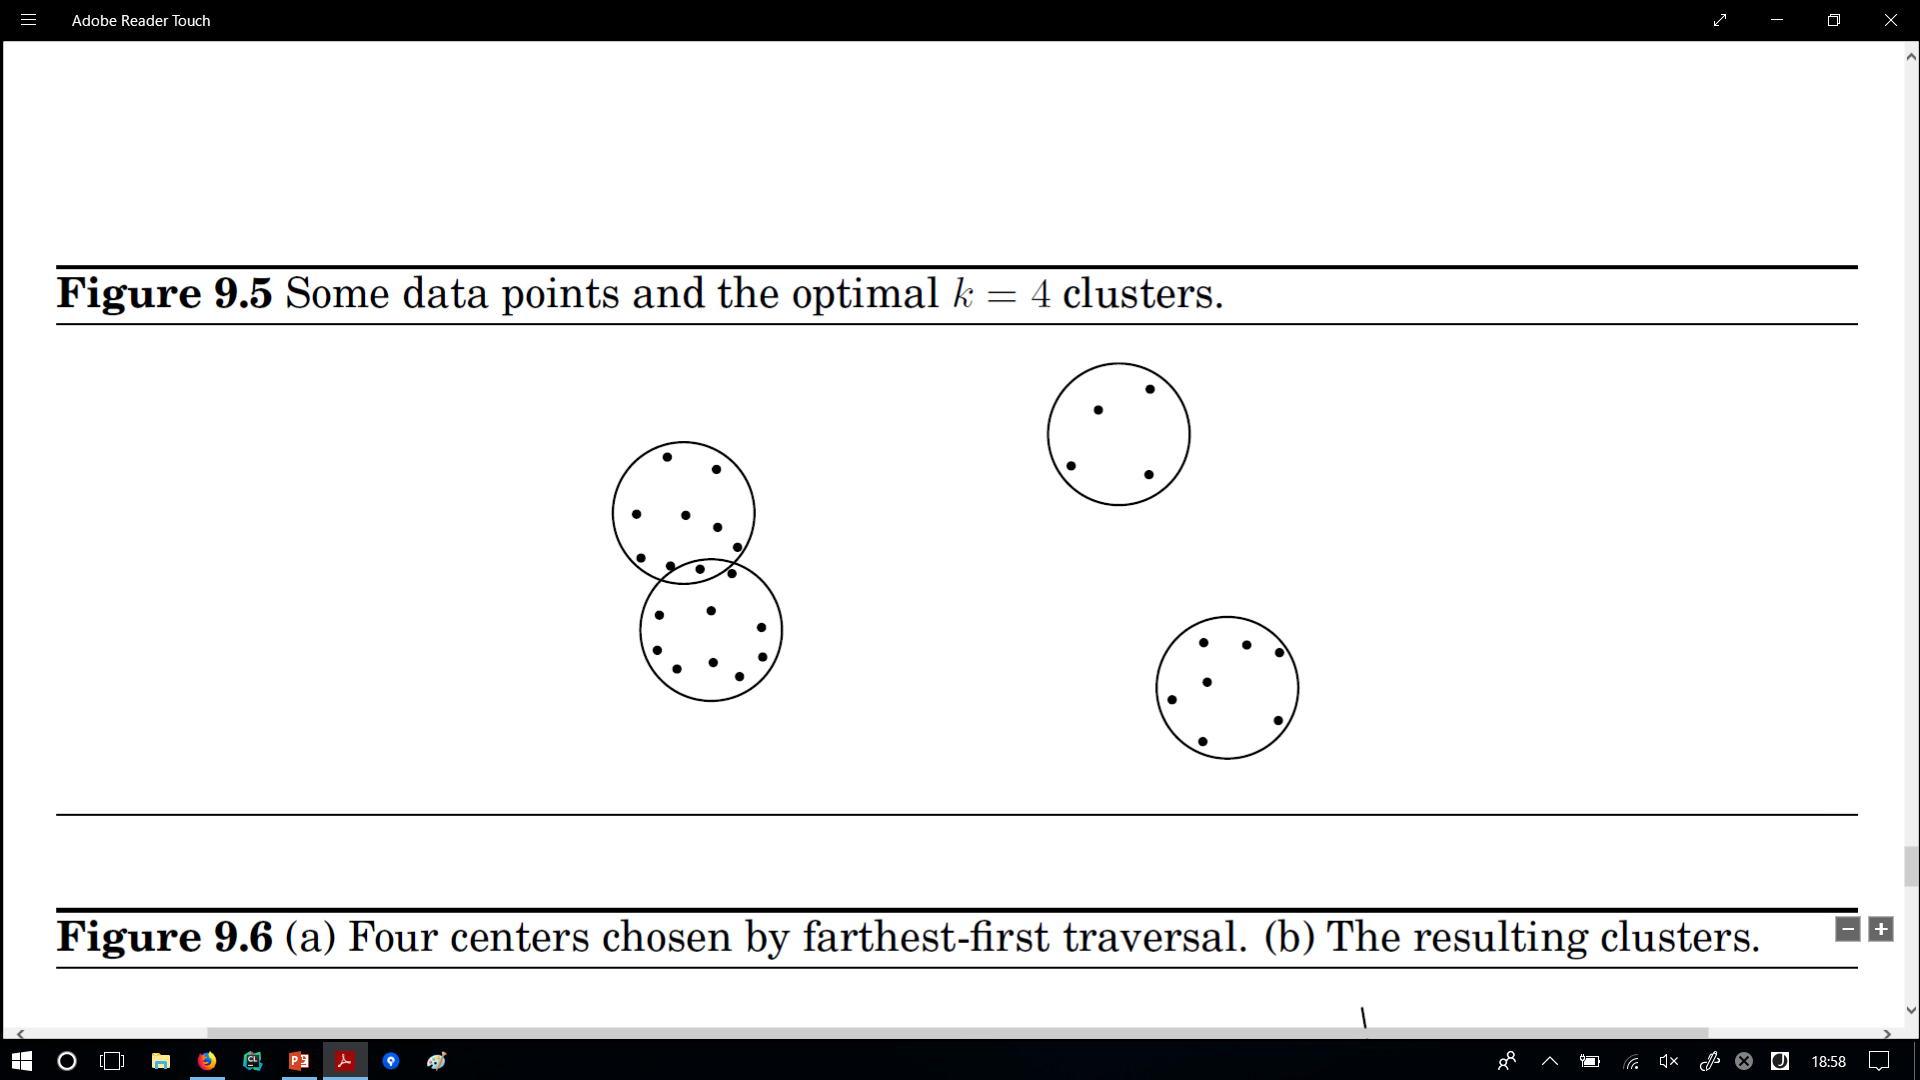 Adobe Reader Touch
Figure 9.5 Some data points and the optimal k = 4 clusters.
Figure 9.6 (a) Four centers chosen by farthest-first traversal. (b) The resulting clusters.
18:58